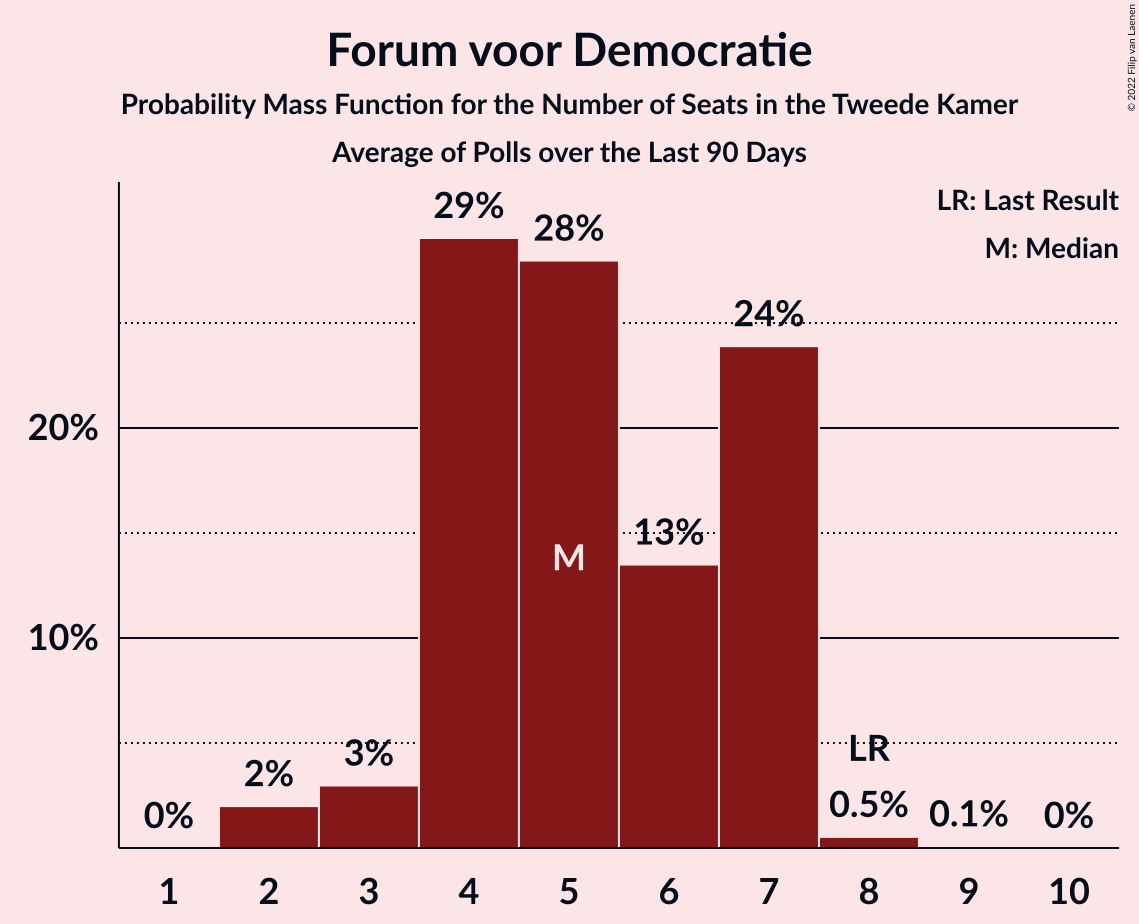 Forum voor Democratie
Probability Mass Function for the Number of Seats in the Tweede Kamer
Average of Polls over the Last 90 Days
© 2022 Filip van Laenen
LR: Last Result
M: Median
29%
28%
24%
20%
13%
M
10%
3%
LR
2%
0%
0.5%
0.1%
0%
1 2 3 4 5 6 7 8 9 10